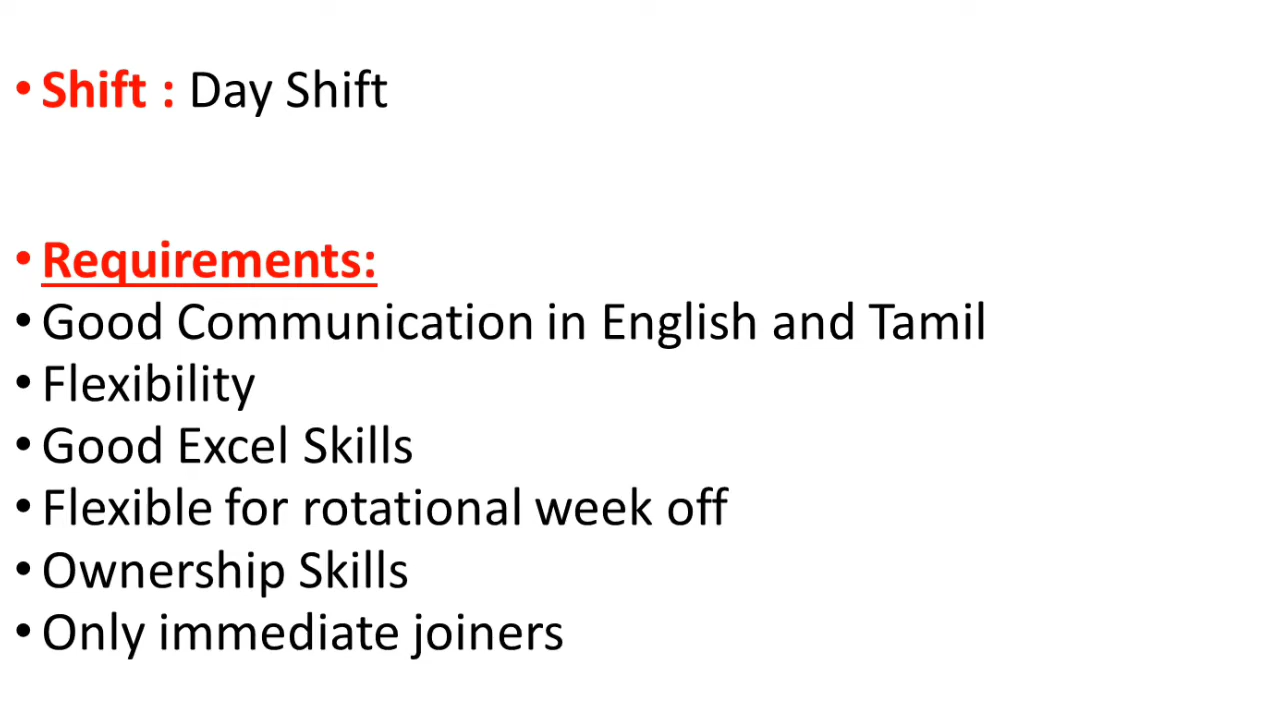 • Shift : Day Shift
• Requirements:
• Good Communication in English and Tamil
• Flexibility
• Good Excel Skills
• Flexible for rotational week off
• Ownership Skills
• Only immediate joiners